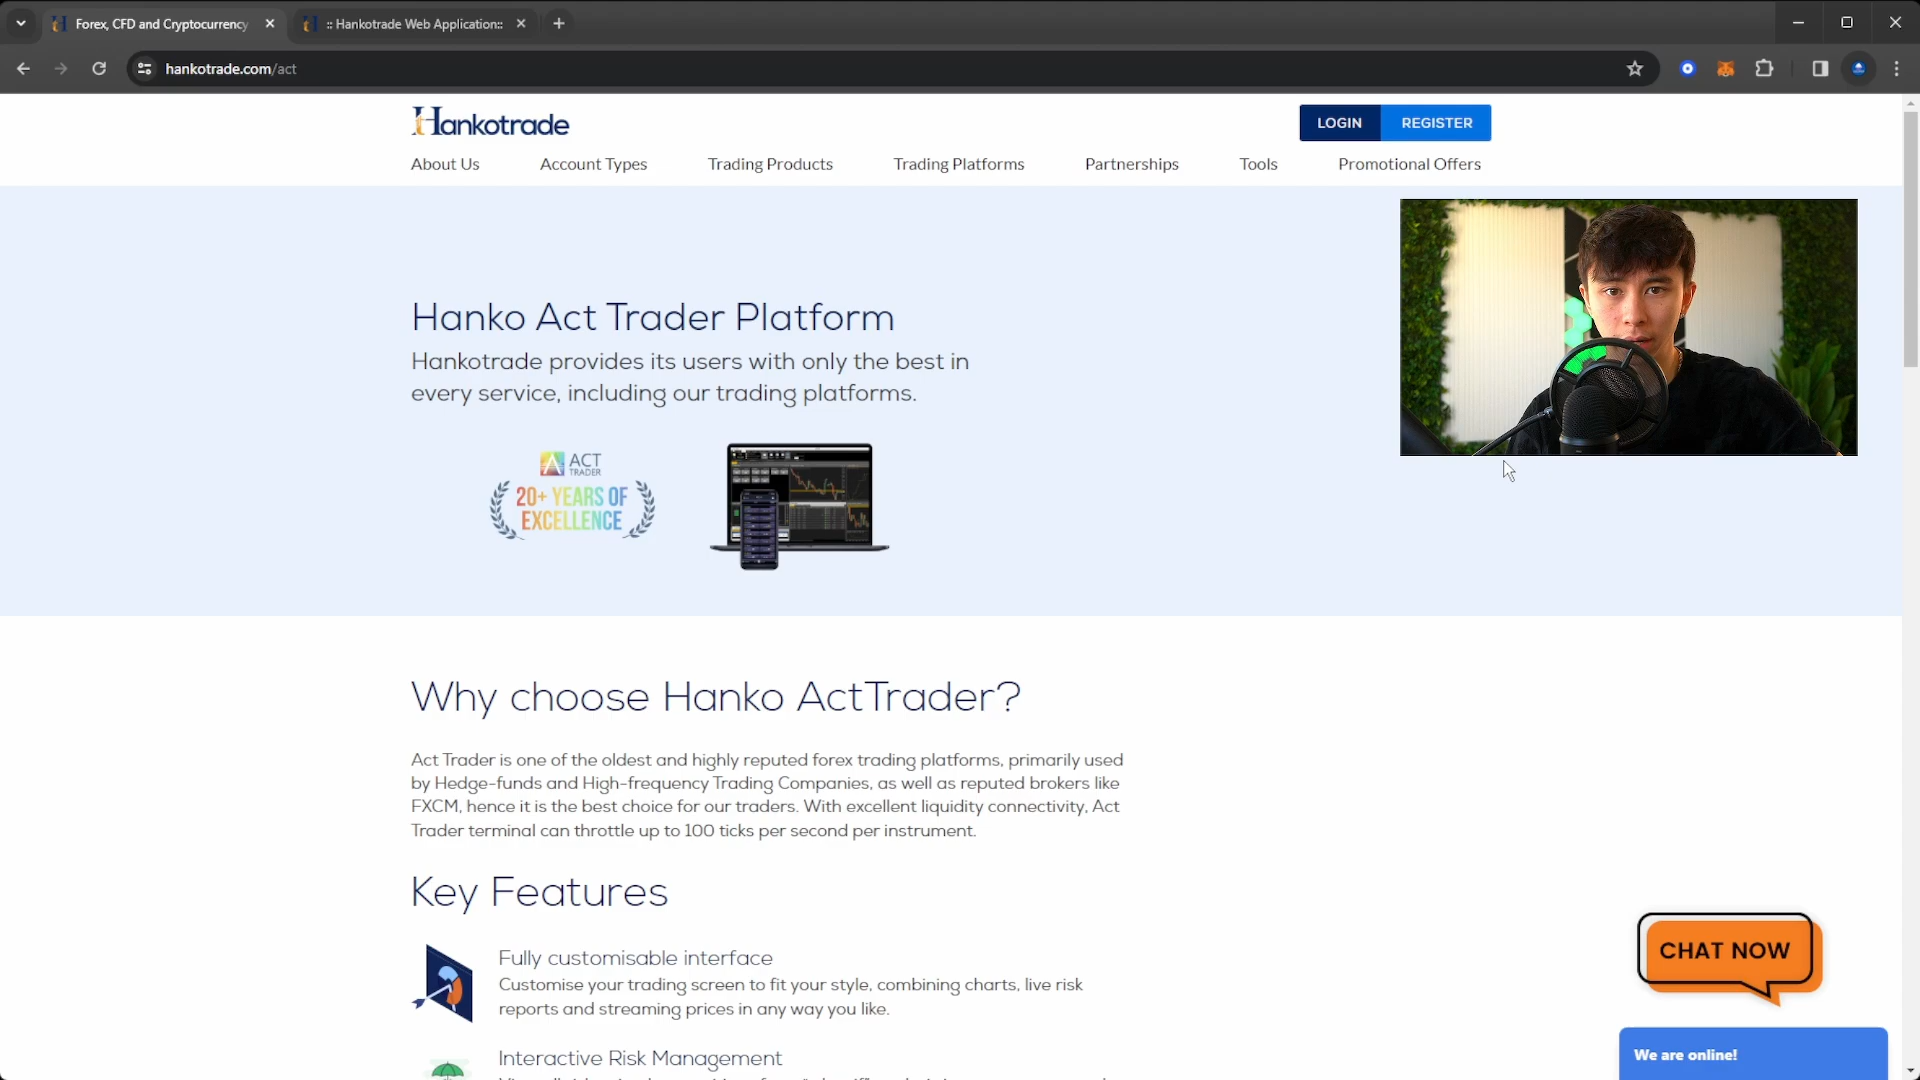 Forex, CFD and Cryptocurrency
:: Hankotrade Web Application::
hankotrade.com/act
Hankotrade
LOGIN
REGISTER
About Us
Account Types
Trading Products
Trading Platforms
Partnerships
Tools
Promotional Offers
Hanko Act Trader Platform
Hankotrade provides its users with only the best in
every service, including our trading platforms.
ACT
TRADER
20+ YEARS OF
EXCELLENCE
Why choose Hanko ActTrader?
Act Trader is one of the oldest and highly reputed forex trading platforms, primarily used
by Hedge-funds and High-frequency Trading Companies, as well as reputed brokers like
FXCM, hence it is the best choice for our traders. With excellent liquidity connectivity, Act
Trader terminal can throttle up to 100 ticks per second per instrument.
Key Features
Fully customisable interface
Customise your trading screen to fit your style, combining charts, live risk
reports and streaming prices in any way you like.
Interactive Risk Management
CHAT NOW
We are online!